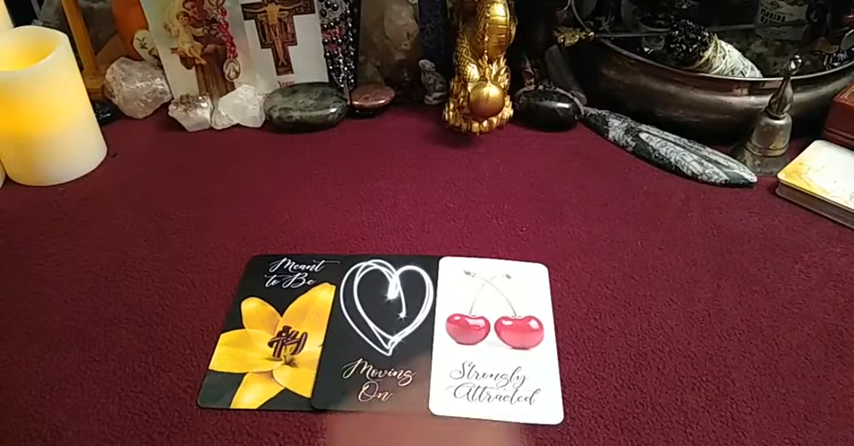 Meant
to Be
Moving
On
Strongly
Attracted